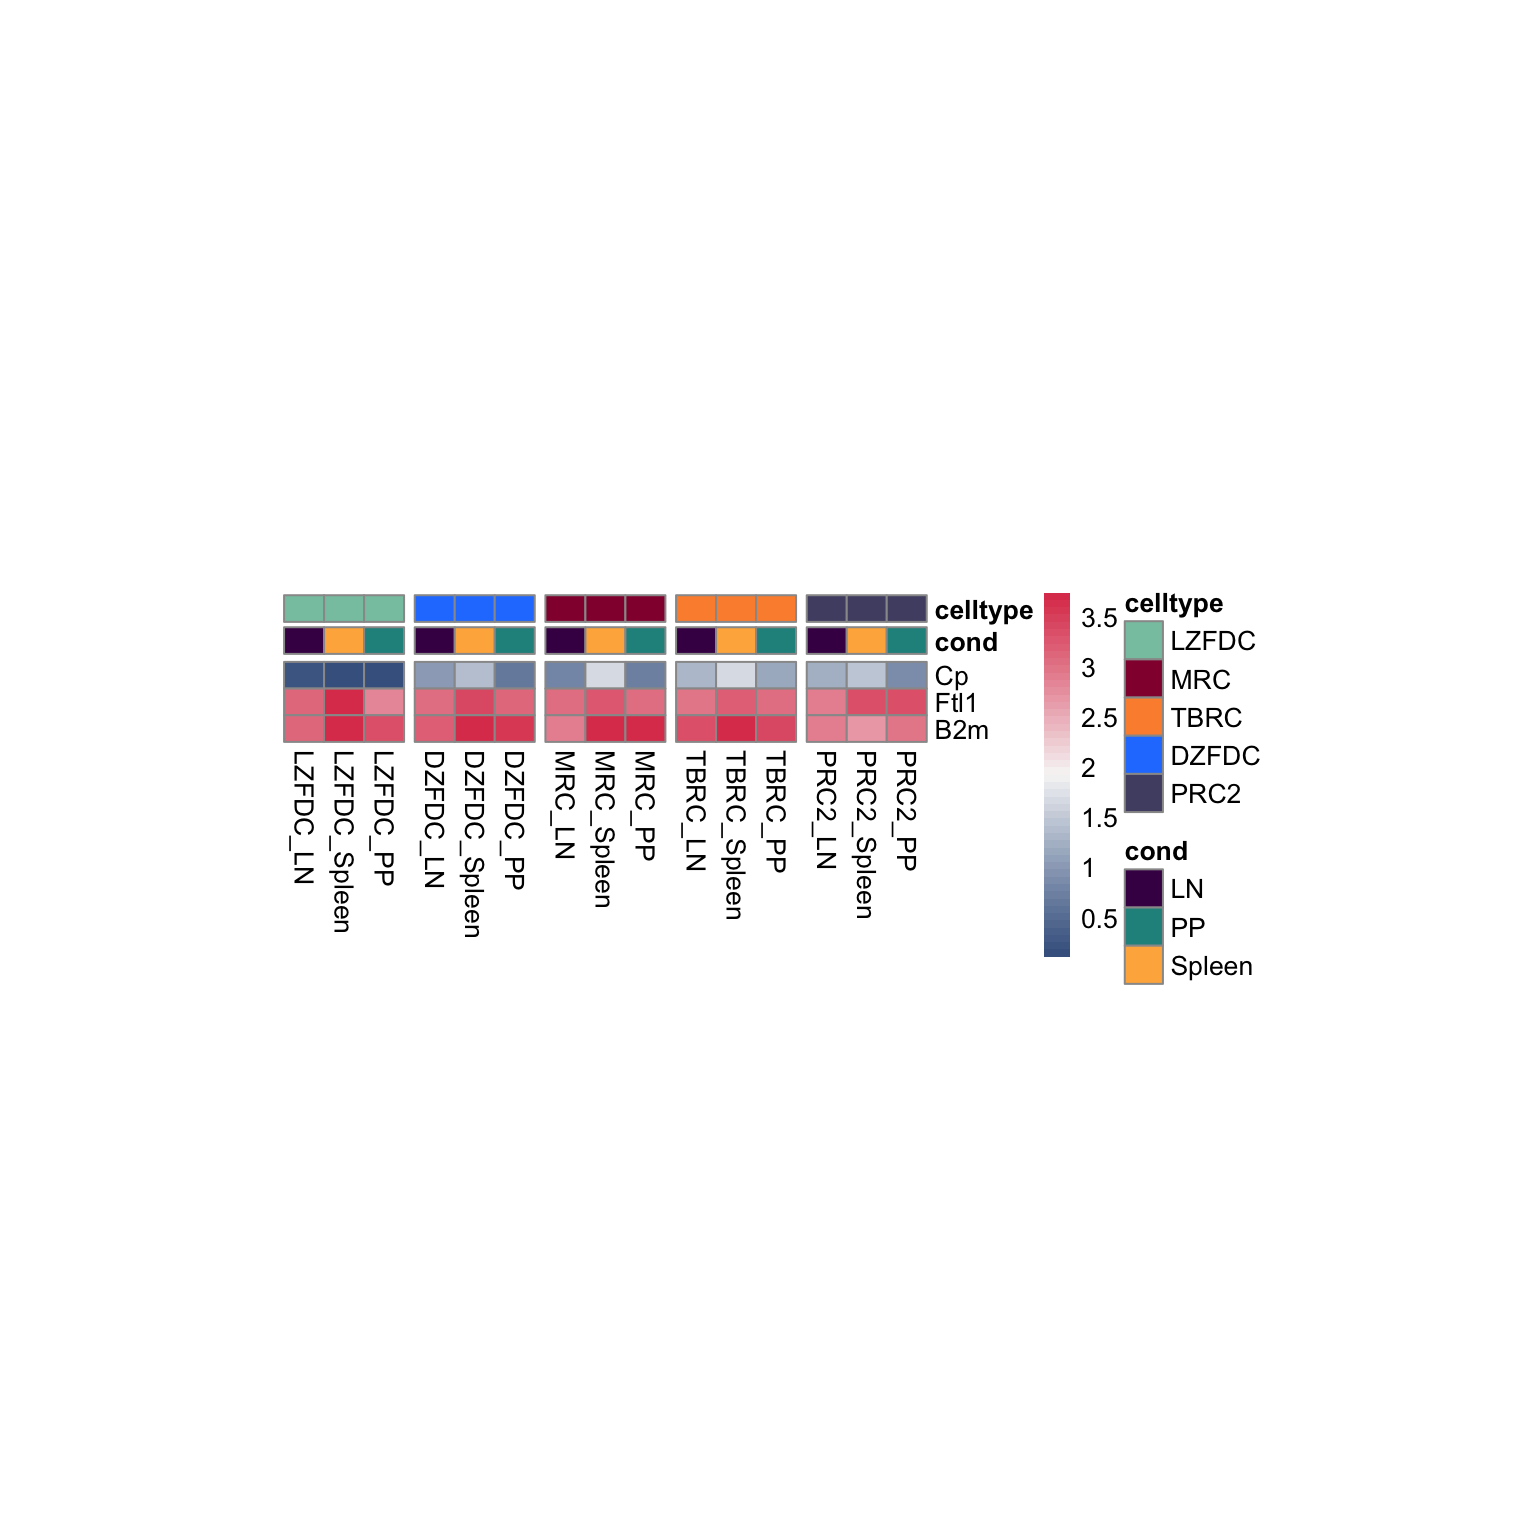 celltype
cond
Cp
Ftl1
B2m
LZFDC_LN
LZFDC_Spleen
LZFDC_PP
DZFDC_LN
DZFDC_Spleen
DZFDC_PP
MRC_LN
MRC_Spleen
MRC_PP
TBRC_LN
TBRC_Spleen
TBRC_PP
PRC2_LN
PRC2_Spleen
PRC2_PP
3.5
3
2.5
2
1.5
1
0.5
celltype
LZFDC
MRC
TBRC
DZFDC
PRC2
cond
LN
PP
Spleen